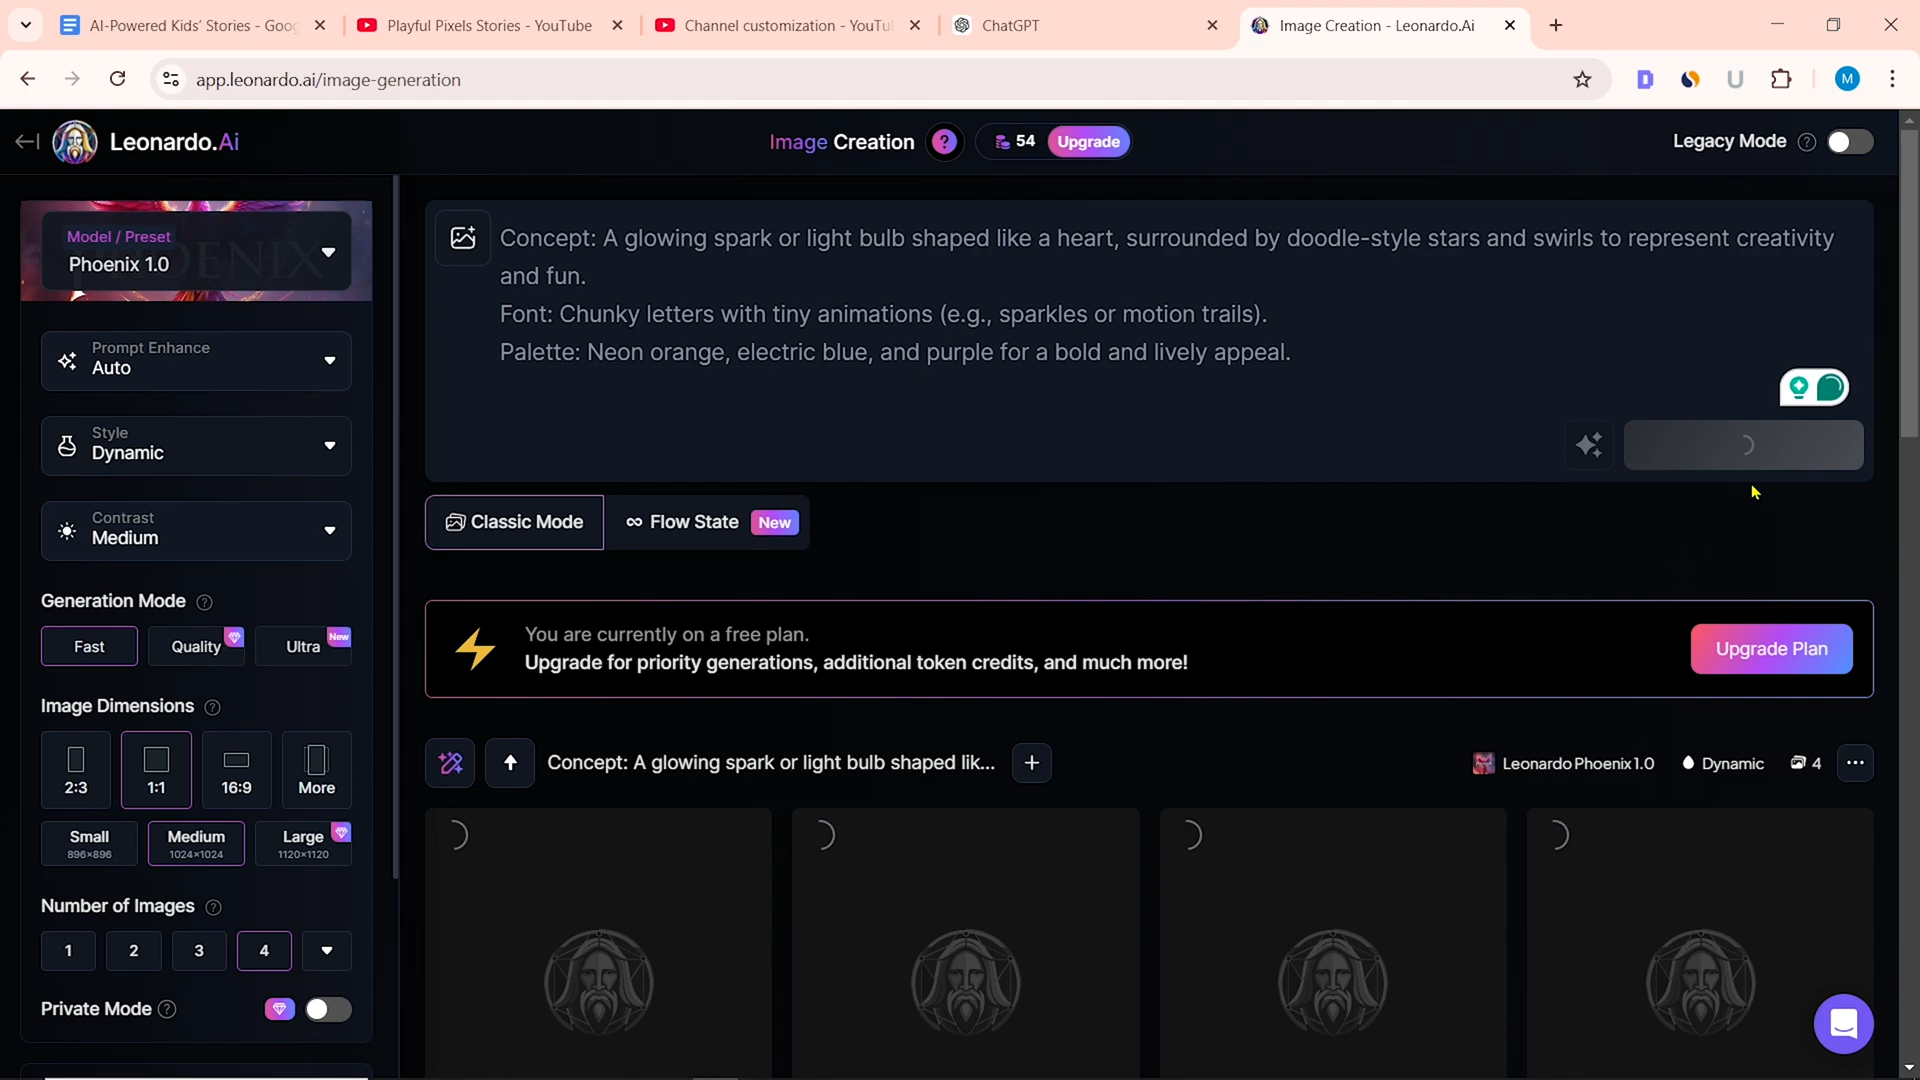 AI-Powered Kids' Stories - Goog
Playful Pixels Stories - YouTube
Channel customization - YouTu
ChatGPT
Image Creation - Leonardo.Ai
app.leonardo.ai/image-generation
M
Leonardo.Ai
Image Creation
?
54
Upgrade
Legacy Mode
Model / Preset
Phoenix 1.0
Prompt Enhance
Auto
Style
Dynamic
Contrast
Medium
Generation Mode
Fast
Quality
Ultra
New
Image Dimensions
2:3
1:1
16:9
More
Small
896×896
Medium
1024×1024
Large
1120×1120
Number of Images
1
2
3
4
Private Mode
Concept: A glowing spark or light bulb shaped like a heart, surrounded by doodle-style stars and swirls to represent creativity
and fun.
Font: Chunky letters with tiny animations (e.g., sparkles or motion trails).
Palette: Neon orange, electric blue, and purple for a bold and lively appeal.
Classic Mode
Flow State
New
You are currently on a free plan.
Upgrade for priority generations, additional token credits, and much more!
Upgrade Plan
Concept: A glowing spark or light bulb shaped lik...
Leonardo Phoenix 1.0
Dynamic
4